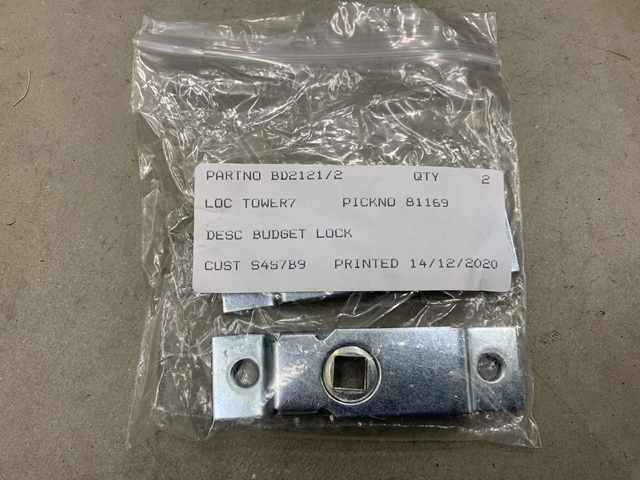 PARTNO BD2121/2 QTY 2
LOC TOWER7 PICKNO 81169
DESC BUDGET LOCK
CUST S457B9 PRINTED 14/12/2020